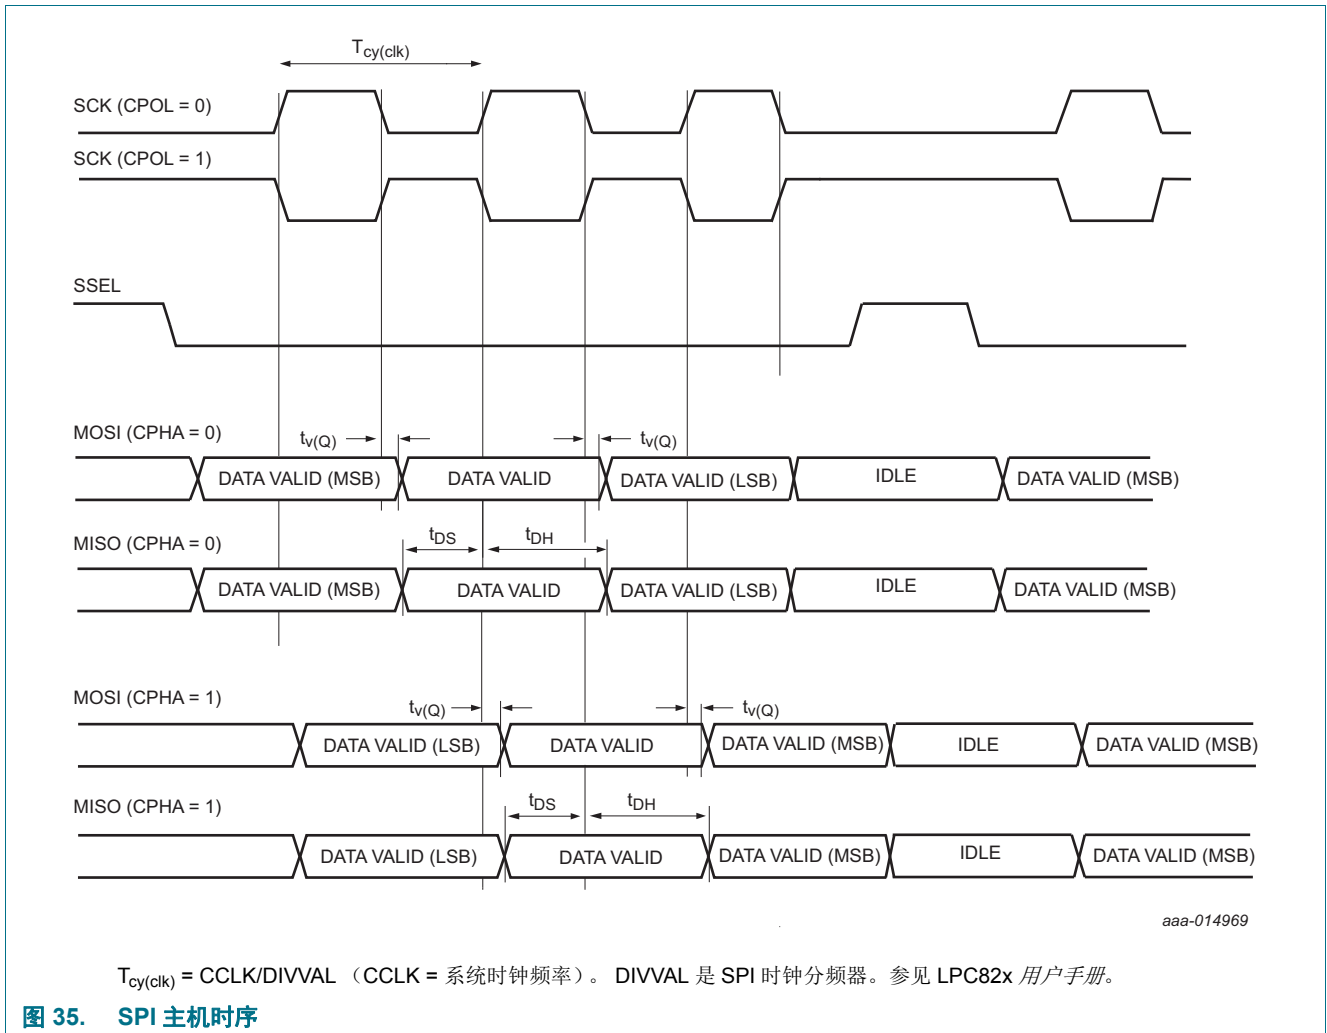 Tcy(clk)
SCK (CPOL = 0)
SCK (CPOL = 1)
SSEL
MOSI (CPHA = 0)
tv(Q)
tv(Q)
DATA VALID (MSB)
DATA VALID
DATA VALID (LSB)
IDLE
DATA VALID (MSB)
MISO (CPHA = 0)
tDS
tDH
DATA VALID (MSB)
DATA VALID
DATA VALID (LSB)
IDLE
DATA VALID (MSB)
MOSI (CPHA = 1)
tv(Q)
tv(Q)
DATA VALID (LSB)
DATA VALID
DATA VALID (MSB)
IDLE
DATA VALID (MSB)
MISO (CPHA = 1)
tDS
tDH
DATA VALID (LSB)
DATA VALID
DATA VALID (MSB)
IDLE
DATA VALID (MSB)
aaa-014969
Tcy(clk) = CCLK/DIVVAL （CCLK = 系统时钟频率）。 DIVVAL 是 SPI 时钟分频器。参见 LPC82x 用户手册。
图 35. SPI 主机时序